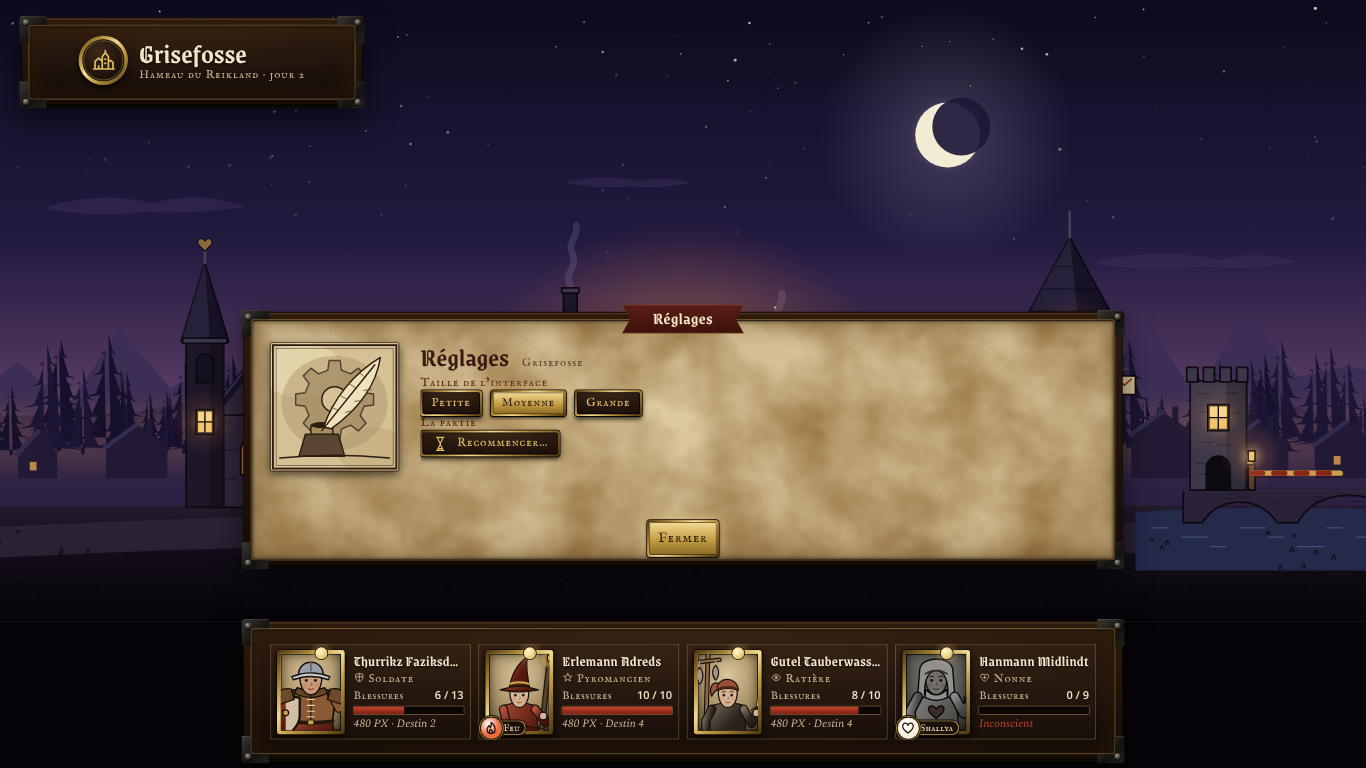 Grisefosse
Hameau du Reikland · jour 2
Réglages
Réglages Grisefosse
Taille de l'interface
Petite Moyenne Grande
La partie
Recommencer…
Fermer
Thurrikz Faziksd…
Soldate
Blessures 6 / 13
480 PX · Destin 2
Erlemann Adreds
Pyromancien
Blessures 10 / 10
480 PX · Destin 4
Feu
Gutel Tauberwass…
Ratière
Blessures 8 / 10
480 PX · Destin 4
Hanmann Midlindt
Nonne
Blessures 0 / 9
Inconscient
Shallya